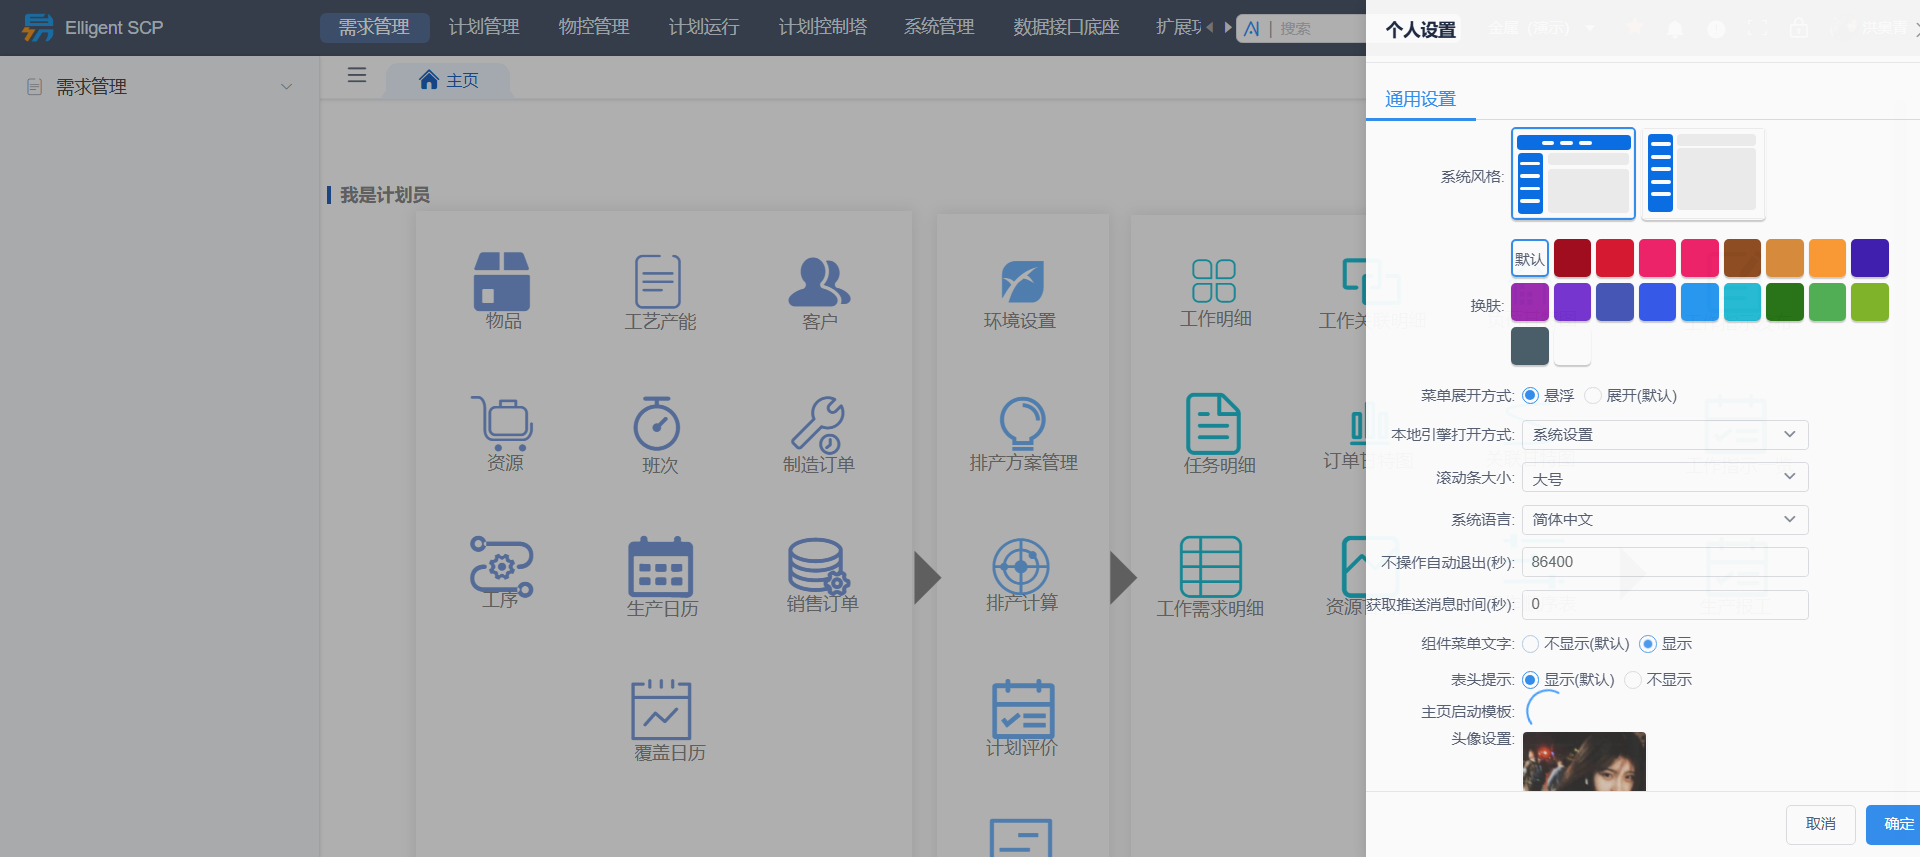 Elligent SCP
需求管理
计划管理
物控管理
计划运行
计划控制塔
系统管理
数据接口底座
扩展功
AI | 搜索
需求管理
主页
我是计划员
物品
工艺产能
客户
环境设置
工作明细
工作关联明细
资源
班次
制造订单
排产方案管理
任务明细
订单甘特图
工序
生产日历
销售订单
排产计算
工作需求明细
资源
覆盖日历
计划评价
个人设置
通用设置
系统风格:
默认
换肤:
菜单展开方式: 悬浮 展开(默认)
本地引擎打开方式: 系统设置
滚动条大小: 大号
系统语言: 简体中文
不操作自动退出(秒): 86400
获取推送消息时间(秒): 0
组件菜单文字: 不显示(默认) 显示
表头提示: 显示(默认) 不显示
主页启动模板:
头像设置:
取消
确定